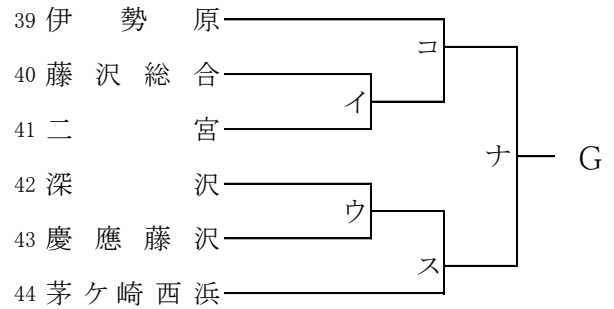 39 伊勢原
コ
40 藤沢総合
イ
41 二宮
ナ G
42 深沢
ウ
43 慶應藤沢
ス
44 茅ケ崎西浜